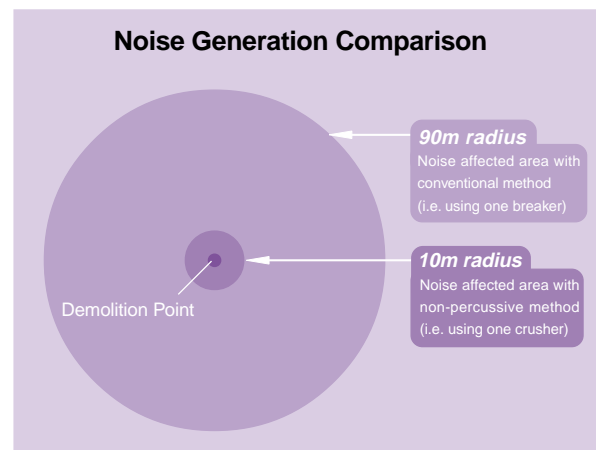 Noise Generation Comparison
90m radius
Noise affected area with
conventional method
(i.e. using one breaker)
10m radius
Noise affected area with
non-percussive method
(i.e. using one crusher)
Demolition Point